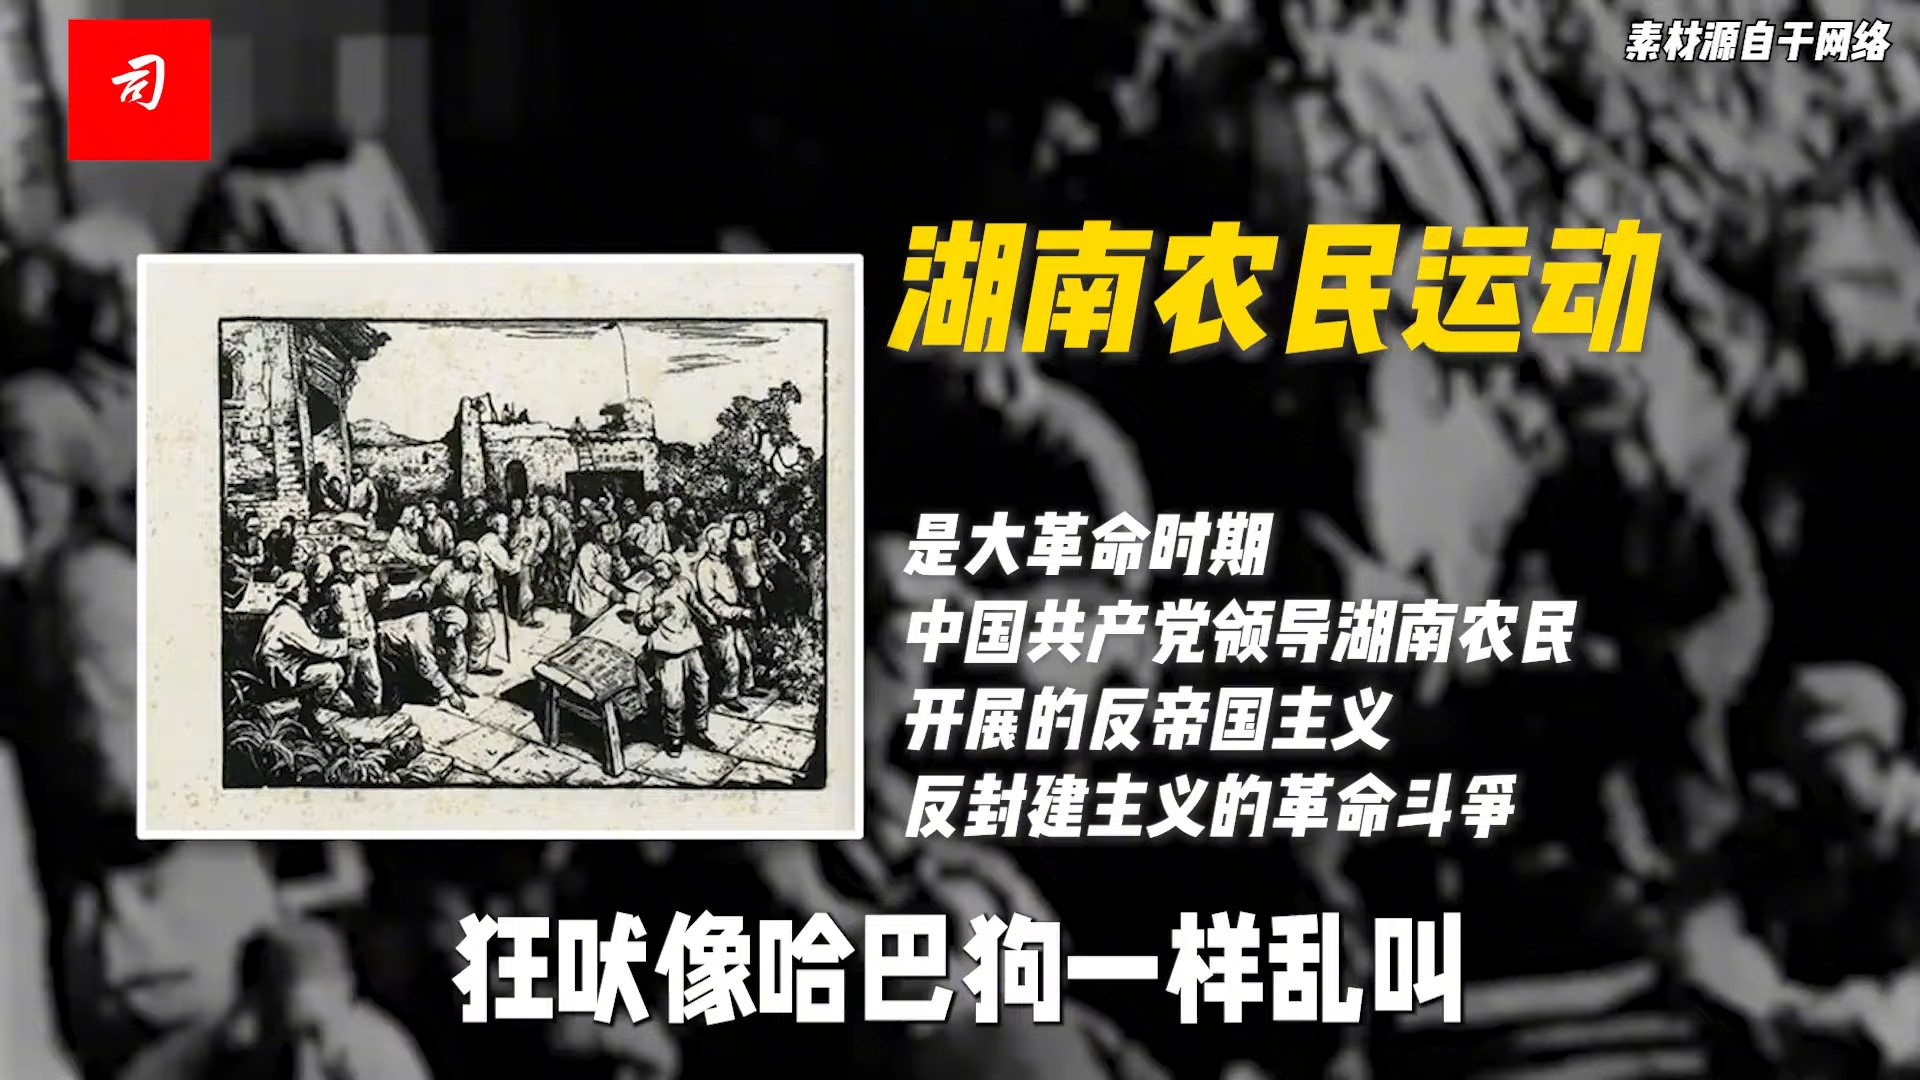 司
素材源自于网络
湖南农民运动
是大革命时期
中国共产党领导湖南农民
开展的反帝国主义
反封建主义的革命斗争
狂吠像哈巴狗一样乱叫